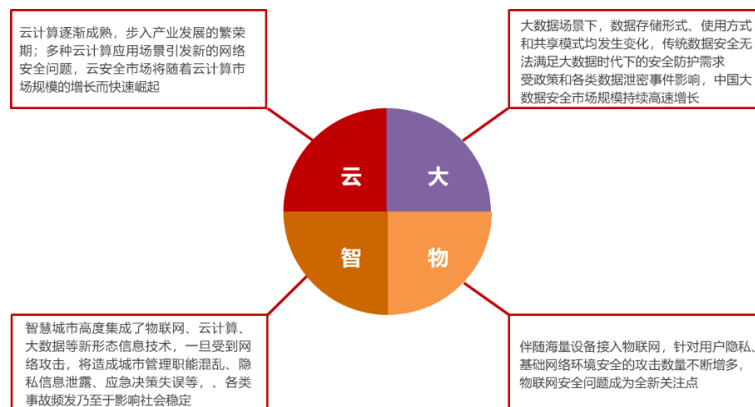 云计算逐渐成熟，步入产业发展的繁荣
期；多种云计算应用场景引发新的网络
安全问题，云安全市场将随着云计算市
场规模的增长而快速崛起
大数据场景下，数据存储形式、使用方式
和共享模式均发生变化，传统数据安全无
法满足大数据时代下的安全防护需求
受政策和各类数据泄密事件影响，中国大
数据安全市场规模持续高速增长
云
大
智
物
智慧城市高度集成了物联网、云计算、
大数据等新形态信息技术，一旦受到网
络攻击，将造成城市管理职能混乱、隐
私信息泄露、应急决策失误等，、各类
事故频发乃至于影响社会稳定
伴随海量设备接入物联网，针对用户隐私、
基础网络环境安全的攻击数量不断增多，
物联网安全问题成为全新关注点